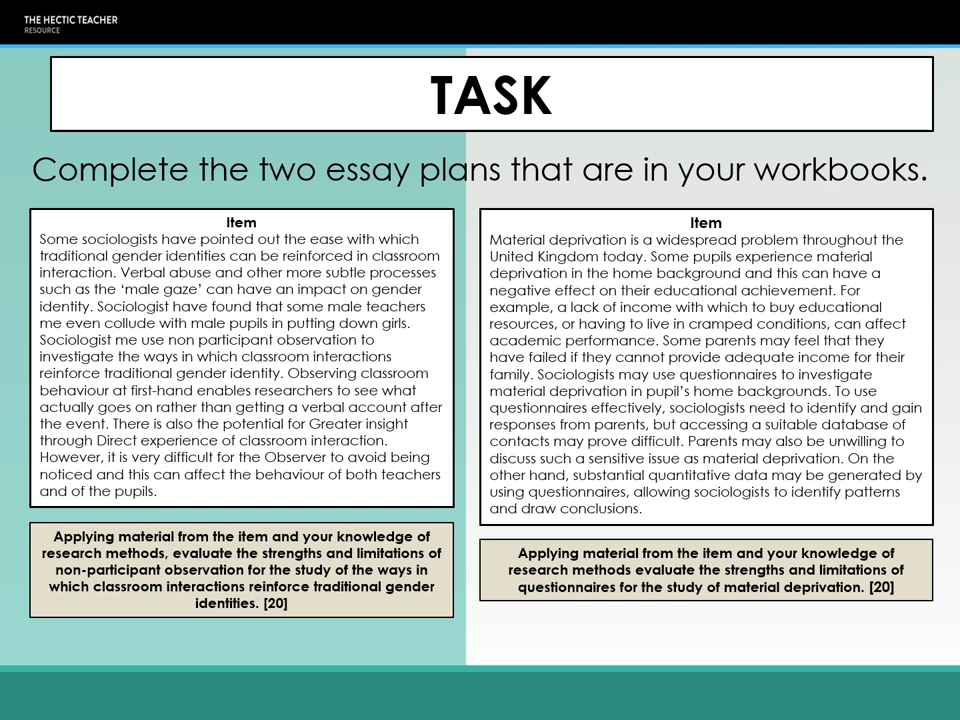 THE HECTIC TEACHER
RESOURCE
TASK
Complete the two essay plans that are in your workbooks.
Item
Some sociologists have pointed out the ease with which
traditional gender identities can be reinforced in classroom
interaction. Verbal abuse and other more subtle processes
such as the ‘male gaze’ can have an impact on gender
identity. Sociologist have found that some male teachers
me even collude with male pupils in putting down girls.
Sociologist me use non participant observation to
investigate the ways in which classroom interactions
reinforce traditional gender identity. Observing classroom
behaviour at first-hand enables researchers to see what
actually goes on rather than getting a verbal account after
the event. There is also the potential for Greater insight
through Direct experience of classroom interaction.
However, it is very difficult for the Observer to avoid being
noticed and this can affect the behaviour of both teachers
and of the pupils.
Applying material from the item and your knowledge of
research methods, evaluate the strengths and limitations of
non-participant observation for the study of the ways in
which classroom interactions reinforce traditional gender
identities. [20]
Item
Material deprivation is a widespread problem throughout the
United Kingdom today. Some pupils experience material
deprivation in the home background and this can have a
negative effect on their educational achievement. For
example, a lack of income with which to buy educational
resources, or having to live in cramped conditions, can affect
academic performance. Some parents may feel that they
have failed if they cannot provide adequate income for their
family. Sociologists may use questionnaires to investigate
material deprivation in pupil’s home backgrounds. To use
questionnaires effectively, sociologists need to identify and gain
responses from parents, but accessing a suitable database of
contacts may prove difficult. Parents may also be unwilling to
discuss such a sensitive issue as material deprivation. On the
other hand, substantial quantitative data may be generated by
using questionnaires, allowing sociologists to identify patterns
and draw conclusions.
Applying material from the item and your knowledge of
research methods evaluate the strengths and limitations of
questionnaires for the study of material deprivation. [20]